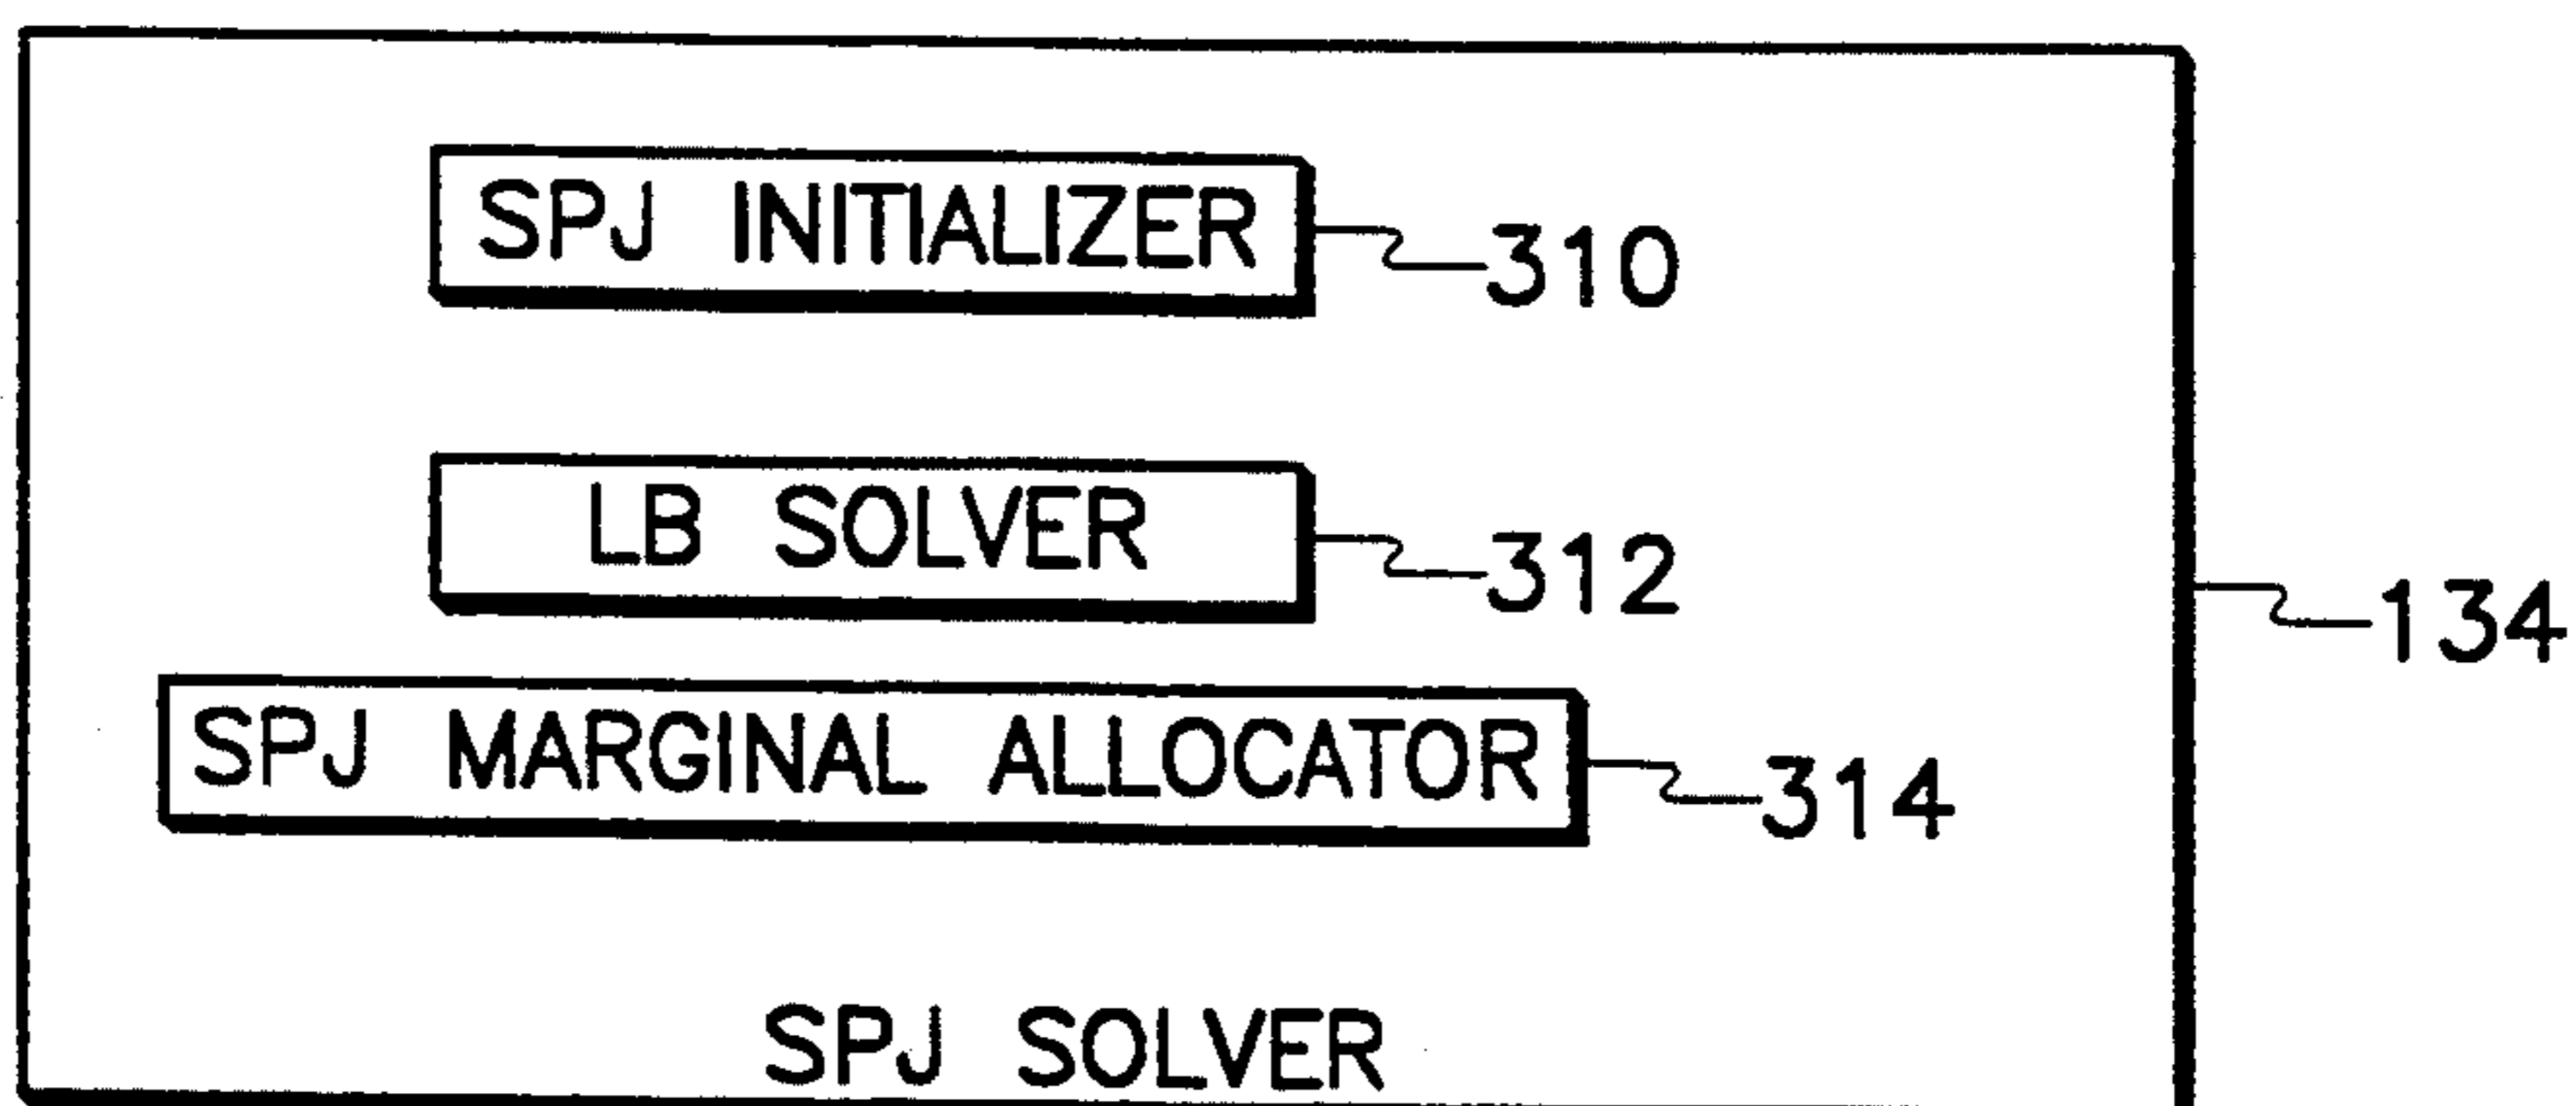 SPJ INITIALIZER 310
LB SOLVER 312
134
SPJ MARGINAL ALLOCATOR 314
SPJ SOLVER